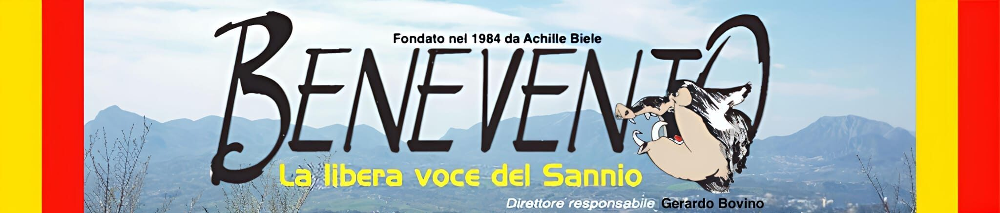 Fondato nel 1984 da Achille Biele
BENEVENTO
La libera voce del Sannio
Direttore responsabile Gerardo Bovino